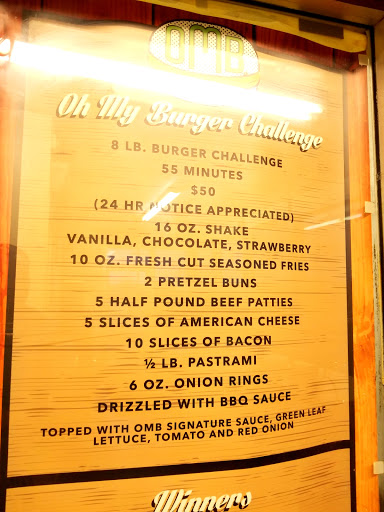 OMB
Oh My Burger Challenge
8 LB. BURGER CHALLENGE
55 MINUTES
$50
(24 HR NOTICE APPRECIATED)
16 OZ. SHAKE
VANILLA, CHOCOLATE, STRAWBERRY
10 OZ. FRESH CUT SEASONED FRIES
2 PRETZEL BUNS
5 HALF POUND BEEF PATTIES
5 SLICES OF AMERICAN CHEESE
10 SLICES OF BACON
½ LB. PASTRAMI
6 OZ. ONION RINGS
DRIZZLED WITH BBQ SAUCE
TOPPED WITH OMB SIGNATURE SAUCE, GREEN LEAF
LETTUCE, TOMATO AND RED ONION
Winners